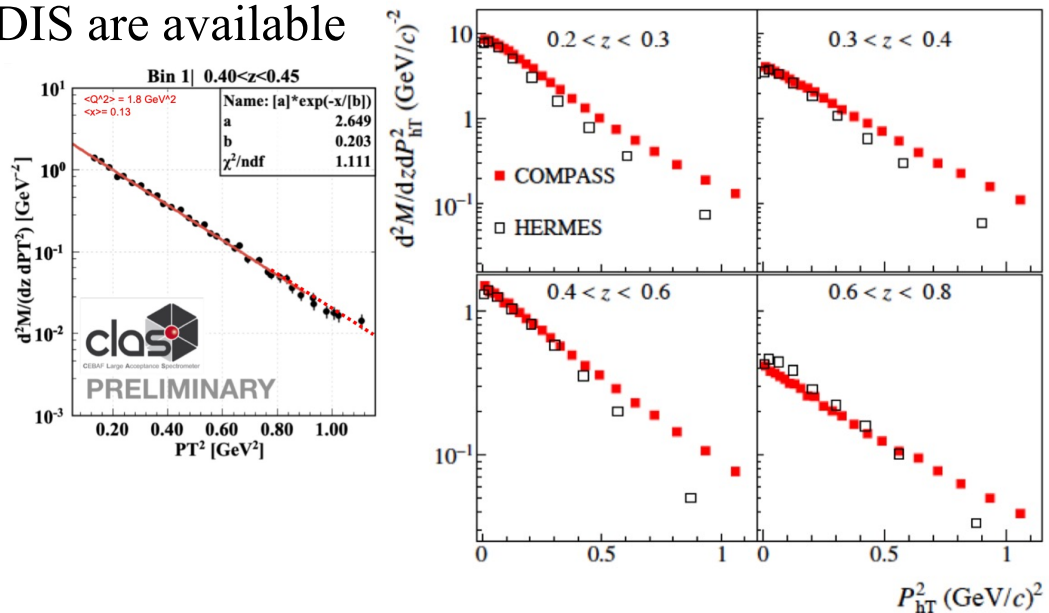 DIS are available
Bin 1| 0.40<z<0.45
<Q^2> = 1.8 GeV^2
<x>= 0.13
Name: [a]*exp(-x/[b])
a 2.649
b 0.203
χ²/ndf 1.111
d²M/(dz dPT²) [GeV⁻²]
10¹
10⁰
10⁻¹
10⁻²
10⁻³
clas
CEBAF Large Acceptance Spectrometer
PRELIMINARY
0.20 0.40 0.60 0.80 1.00
PT² [GeV²]
d²M/dzdP²hT (GeV/c)⁻²
10
1
10⁻¹
0.2 < z < 0.3
COMPASS
HERMES
0.3 < z < 0.4
1
10⁻¹
0.4 < z < 0.6
0.6 < z < 0.8
0 0.5 1
0 0.5 1
P²hT (GeV/c)²